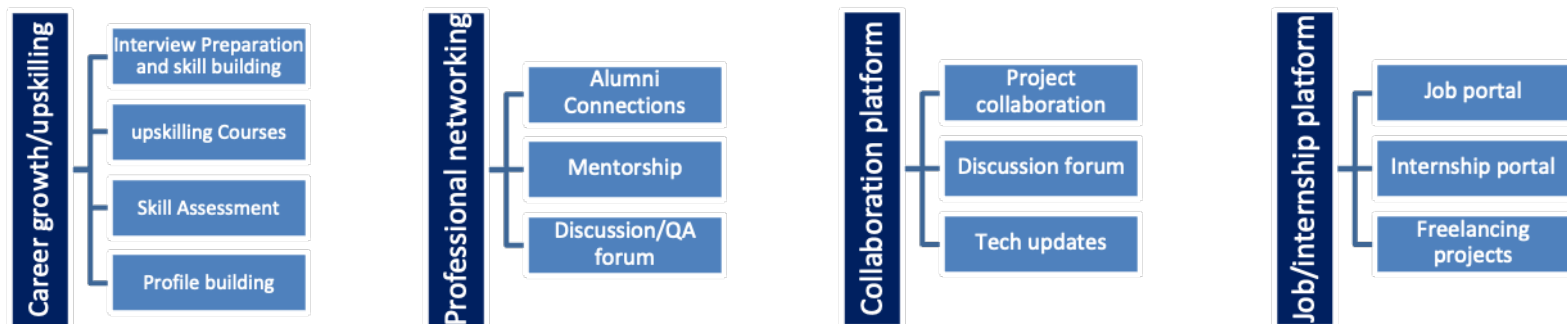 Career growth/upskilling
Interview Preparation
and skill building
upskilling Courses
Skill Assessment
Profile building
Professional networking
Alumni
Connections
Mentorship
Discussion/QA
forum
Collaboration platform
Project
collaboration
Discussion forum
Tech updates
Job/internship platform
Job portal
Internship portal
Freelancing
projects